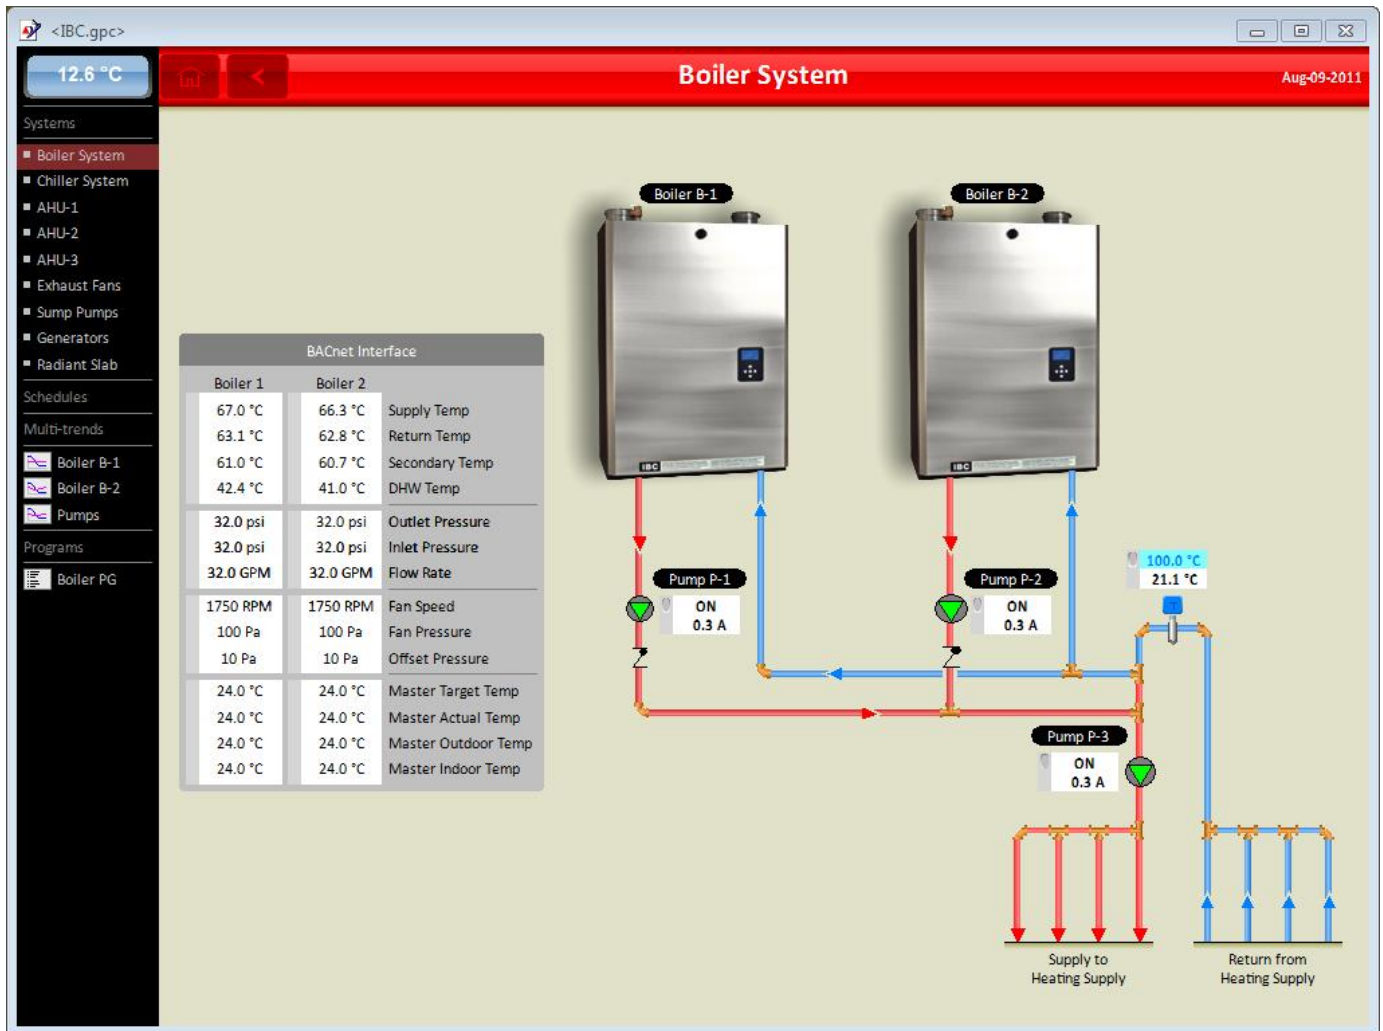 <IBC.gpc>
12.6 °C
Boiler System
Aug-09-2011
Systems
Boiler System
Chiller System
AHU-1
AHU-2
AHU-3
Exhaust Fans
Sump Pumps
Generators
Radiant Slab
Schedules
Multi-trends
Boiler B-1
Boiler B-2
Pumps
Programs
Boiler PG
BACnet Interface
Boiler 1 Boiler 2
67.0 °C 66.3 °C Supply Temp
63.1 °C 62.8 °C Return Temp
61.0 °C 60.7 °C Secondary Temp
42.4 °C 41.0 °C DHW Temp
32.0 psi 32.0 psi Outlet Pressure
32.0 psi 32.0 psi Inlet Pressure
32.0 GPM 32.0 GPM Flow Rate
1750 RPM 1750 RPM Fan Speed
100 Pa 100 Pa Fan Pressure
10 Pa 10 Pa Offset Pressure
24.0 °C 24.0 °C Master Target Temp
24.0 °C 24.0 °C Master Actual Temp
24.0 °C 24.0 °C Master Outdoor Temp
24.0 °C 24.0 °C Master Indoor Temp
Boiler B-1
Boiler B-2
IBC
IBC
Pump P-1
ON
0.3 A
Pump P-2
ON
0.3 A
100.0 °C
21.1 °C
T
Pump P-3
ON
0.3 A
Supply to
Heating Supply
Return from
Heating Supply